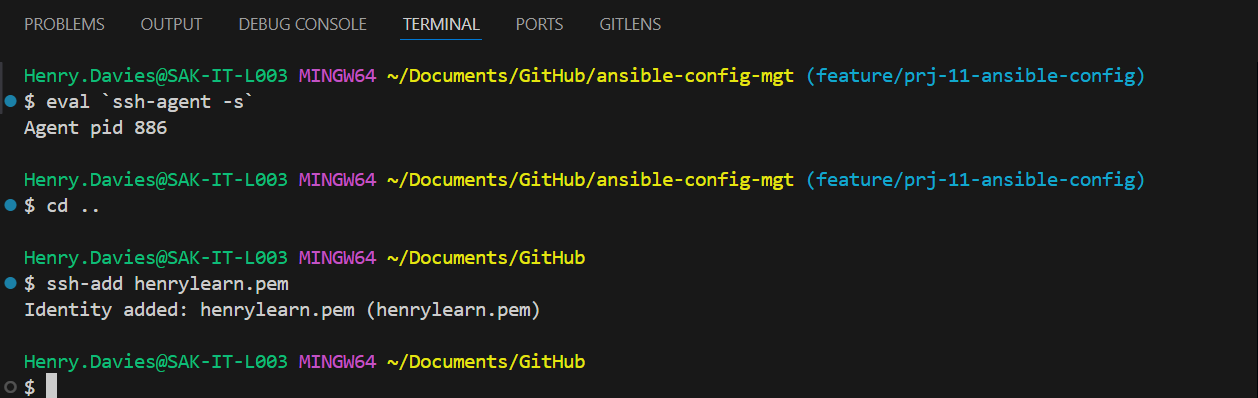 PROBLEMS OUTPUT DEBUG CONSOLE TERMINAL PORTS GITLENS
Henry.Davies@SAK-IT-L003 MINGW64 ~/Documents/GitHub/ansible-config-mgt (feature/prj-11-ansible-config)
$ eval `ssh-agent -s`
Agent pid 886
Henry.Davies@SAK-IT-L003 MINGW64 ~/Documents/GitHub/ansible-config-mgt (feature/prj-11-ansible-config)
$ cd ..
Henry.Davies@SAK-IT-L003 MINGW64 ~/Documents/GitHub
$ ssh-add henrylearn.pem
Identity added: henrylearn.pem (henrylearn.pem)
Henry.Davies@SAK-IT-L003 MINGW64 ~/Documents/GitHub
$